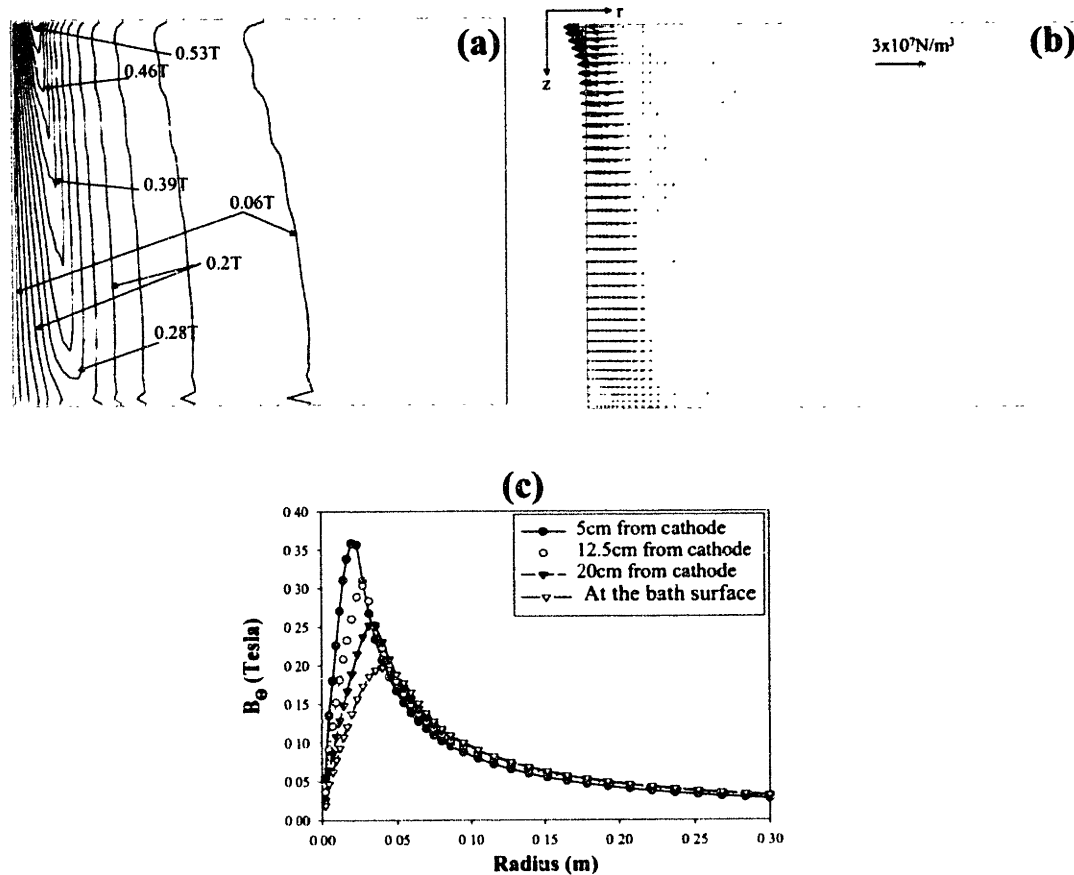 (a)
0.53T
0.46T
0.39T
0.06T
0.2T
0.28T
r
z
3x10⁷N/m³
(b)
(c)
0 40
0 35
0 30
0 25
0 20
0 15
0 10
0 05
0 00
B_Θ (Tesla)
5cm from cathode
12.5cm from cathode
20cm from cathode
At the bath surface
0 00 0 05 0 10 0 15 0 20 0 25 0 30
Radius (m)